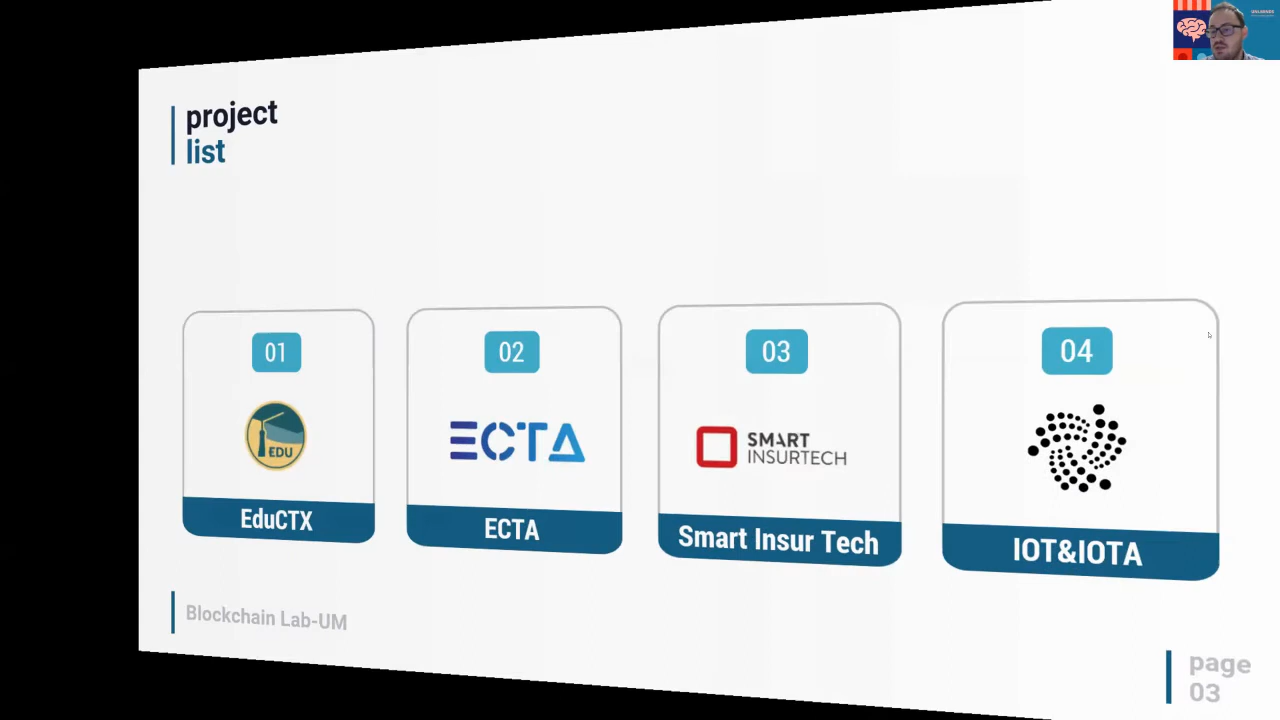 project
list
01
EDU
EduCTX
02
ECTA
ECTA
03
SMART
INSURTECH
Smart Insur Tech
04
IOT&IOTA
Blockchain Lab-UM
page
03